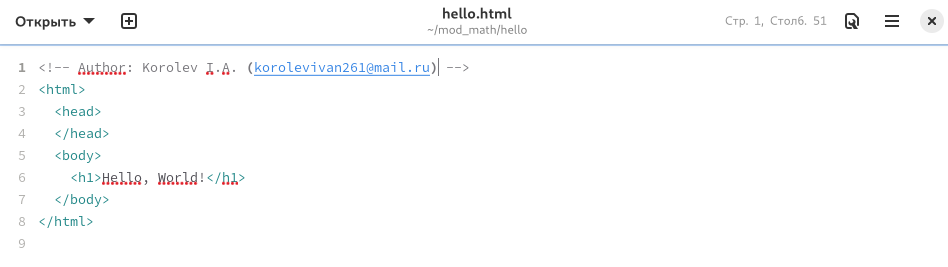 Открыть
hello.html
~/mod_math/hello
Стр. 1, Столб. 51
1 <!-- Author: Korolev I.A. (korolevivan261@mail.ru) -->
2 <html>
3   <head>
4   </head>
5   <body>
6     <h1>Hello, World!</h1>
7   </body>
8 </html>
9